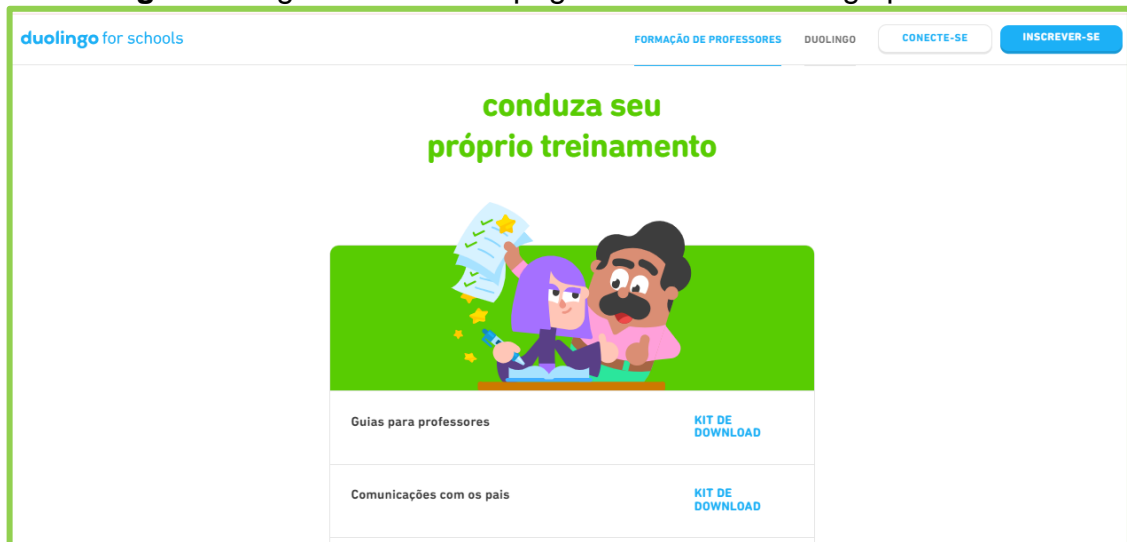 duolingo for schools
FORMAÇÃO DE PROFESSORES
DUOLINGO
CONECTE-SE
INSCREVER-SE
conduza seu
próprio treinamento
Guias para professores
KIT DE
DOWNLOAD
Comunicações com os pais
KIT DE
DOWNLOAD